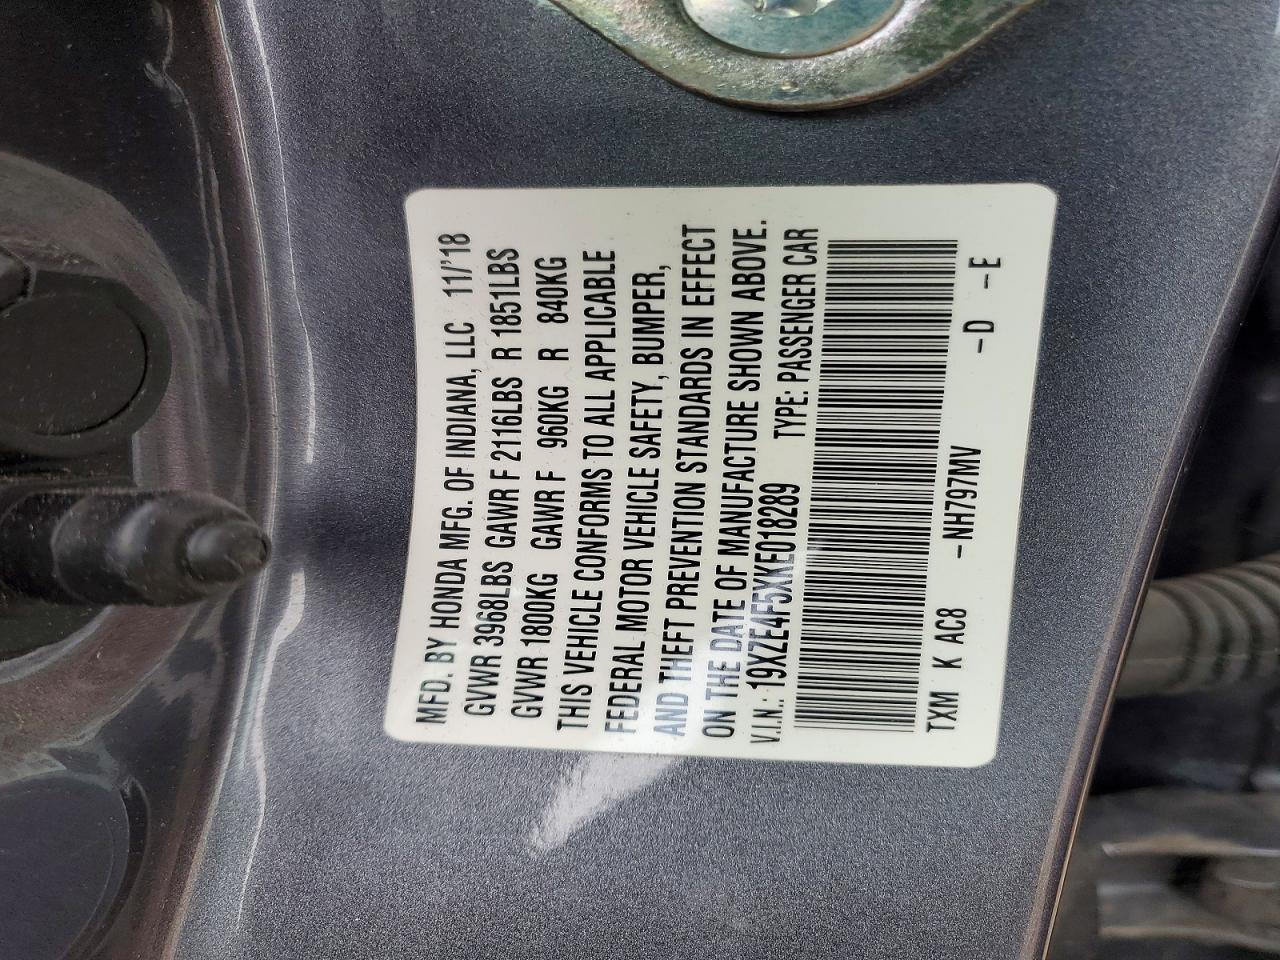 MFD. BY HONDA MFG. OF INDIANA, LLC 11/'18
GVWR 3968LBS GAWR F 2116LBS R 1851LBS
GVWR 1800KG GAWR F 960KG R 840KG
THIS VEHICLE CONFORMS TO ALL APPLICABLE
FEDERAL MOTOR VEHICLE SAFETY, BUMPER,
AND THEFT PREVENTION STANDARDS IN EFFECT
ON THE DATE OF MANUFACTURE SHOWN ABOVE.
V.I.N.: 19XZE4F5XKE018289 TYPE: PASSENGER CAR
TXM K AC8 -NH797MV -D -E